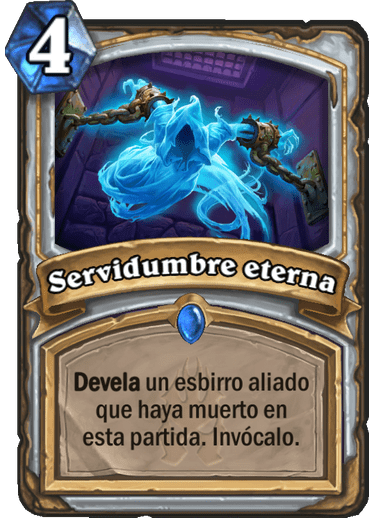 4
Servidumbre eterna
Devela un esbirro aliado
que haya muerto en
esta partida. Invócalo.